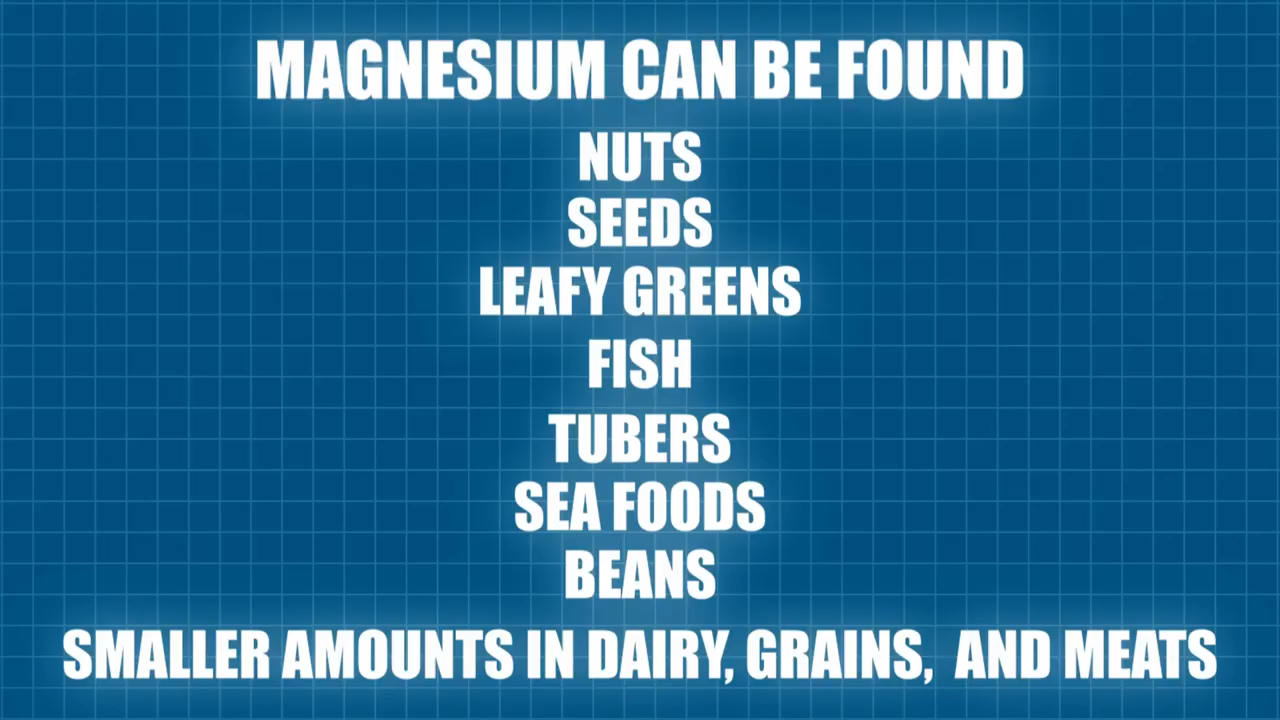 MAGNESIUM CAN BE FOUND
NUTS
SEEDS
LEAFY GREENS
FISH
TUBERS
SEA FOODS
BEANS
SMALLER AMOUNTS IN DAIRY, GRAINS, AND MEATS